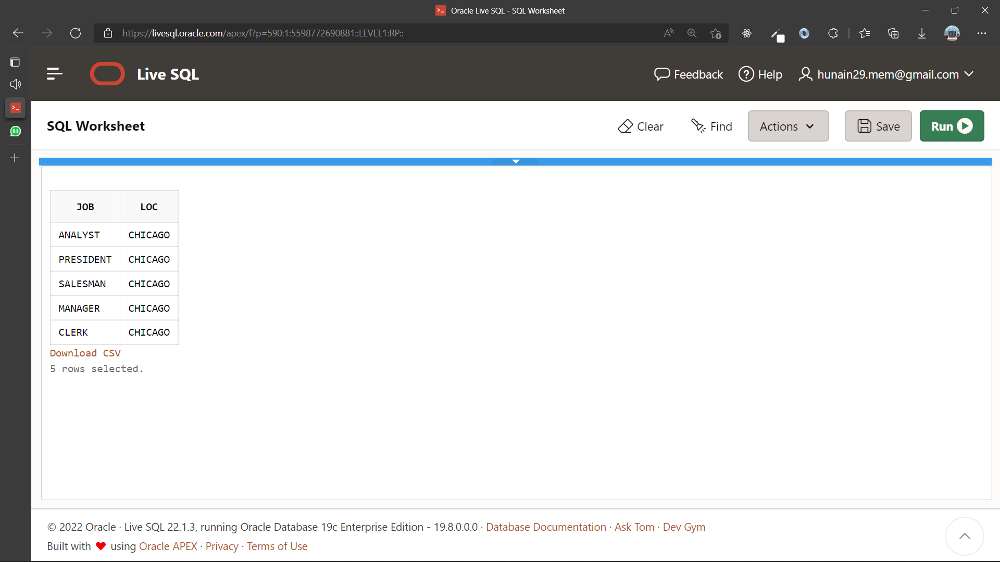 Oracle Live SQL - SQL Worksheet
https://livesql.oracle.com/apex/f?p=590:1:5598772690881::LEVEL1:RP::
Live SQL
Feedback
Help
hunain29.mem@gmail.com
84
SQL Worksheet
Clear
Find
Actions
Save
Run
JOB LOC
ANALYST CHICAGO
PRESIDENT CHICAGO
SALESMAN CHICAGO
MANAGER CHICAGO
CLERK CHICAGO
Download CSV
5 rows selected.
© 2022 Oracle · Live SQL 22.1.3, running Oracle Database 19c Enterprise Edition - 19.8.0.0.0 · Database Documentation · Ask Tom · Dev Gym
Built with ❤ using Oracle APEX · Privacy · Terms of Use